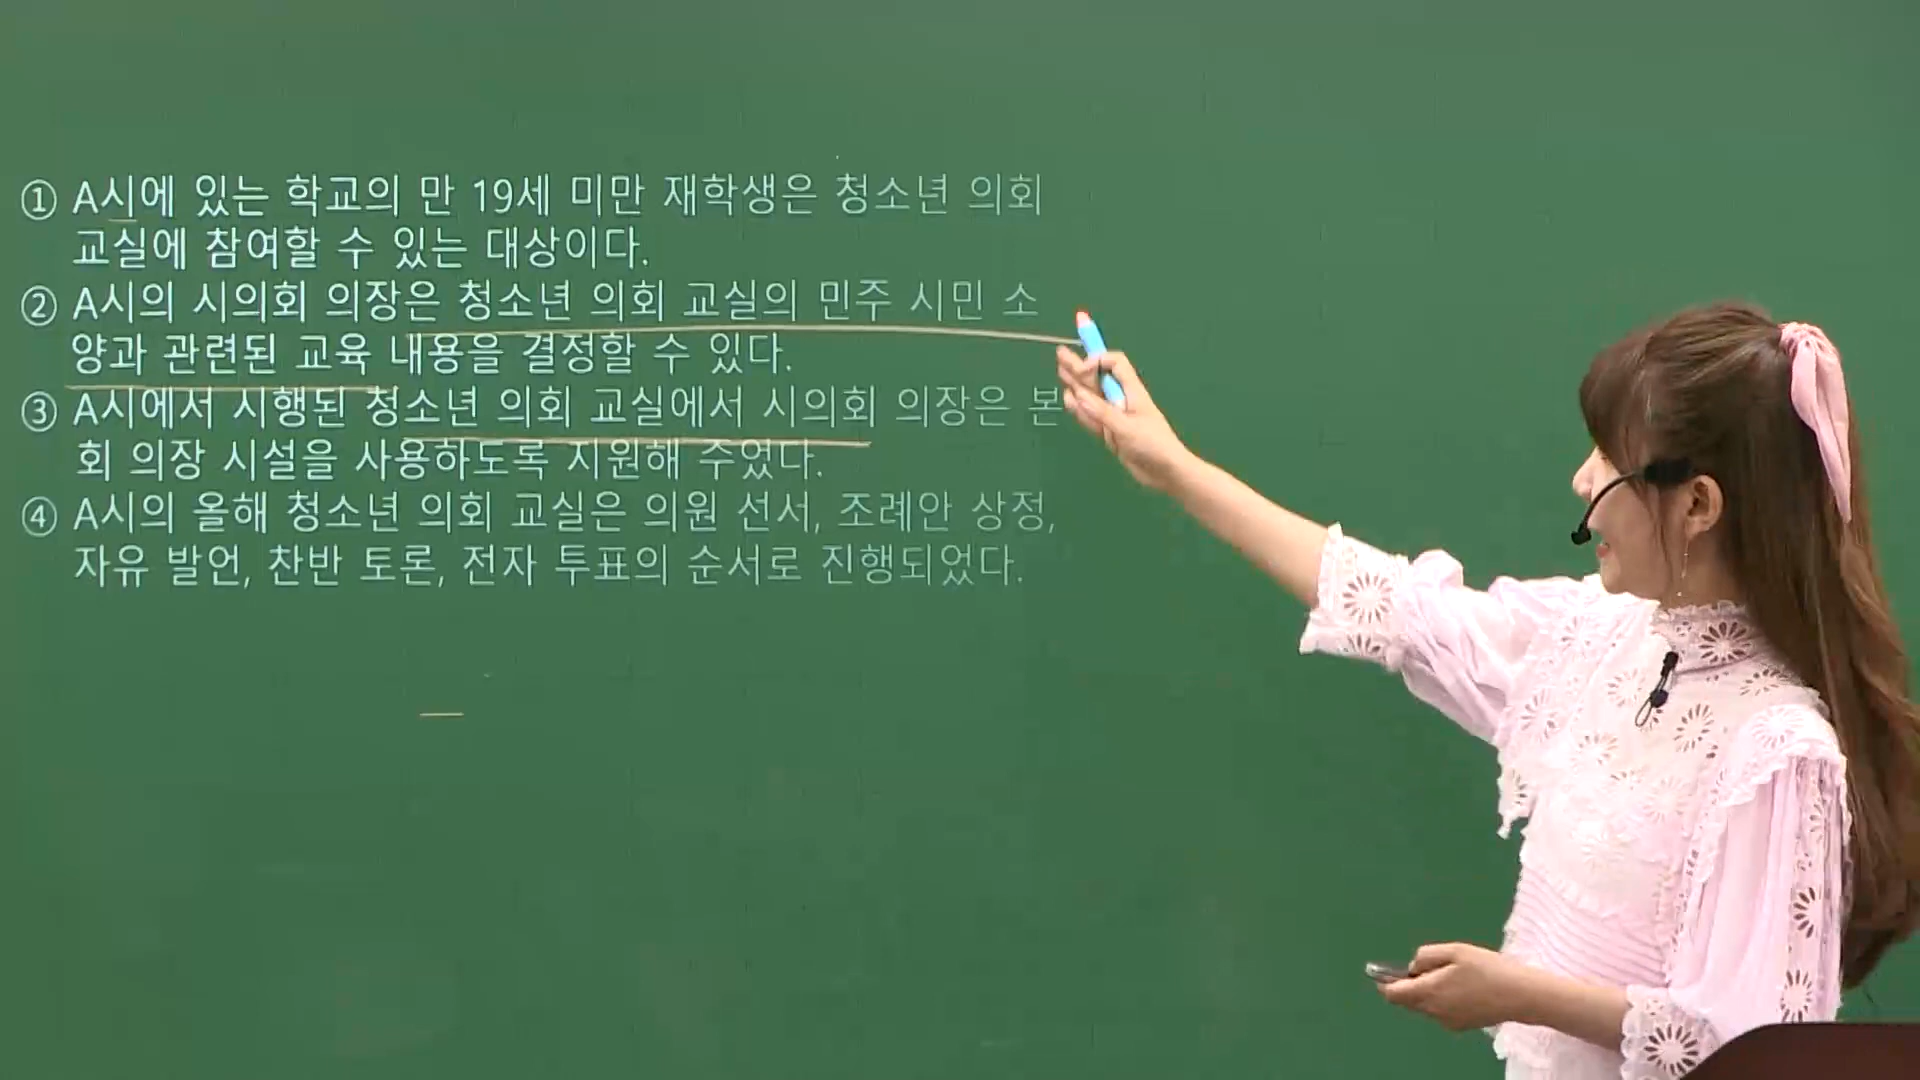 ① A시에 있는 학교의 만 19세 미만 재학생은 청소년 의회
교실에 참여할 수 있는 대상이다.
② A시의 시의회 의장은 청소년 의회 교실의 민주 시민 소
양과 관련된 교육 내용을 결정할 수 있다.
③ A시에서 시행된 청소년 의회 교실에서 시의회 의장은 본
회 의장 시설을 사용하도록 지원해 주었다.
④ A시의 올해 청소년 의회 교실은 의원 선서, 조례안 상정,
자유 발언, 찬반 토론, 전자 투표의 순서로 진행되었다.